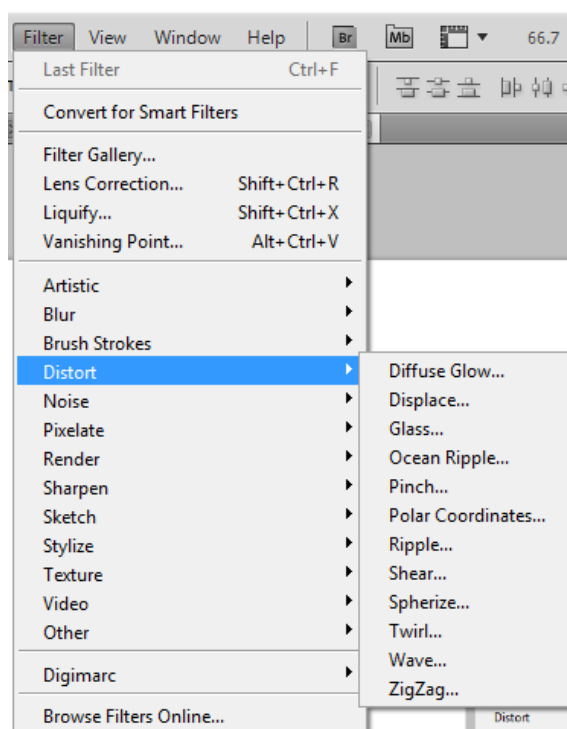 Filter View Window Help Br Mb 66.7
Last Filter Ctrl+F
Convert for Smart Filters
Filter Gallery...
Lens Correction... Shift+Ctrl+R
Liquify... Shift+Ctrl+X
Vanishing Point... Alt+Ctrl+V
Artistic
Blur
Brush Strokes
Distort
Noise
Pixelate
Render
Sharpen
Sketch
Stylize
Texture
Video
Other
Digimarc
Browse Filters Online...
Diffuse Glow...
Displace...
Glass...
Ocean Ripple...
Pinch...
Polar Coordinates...
Ripple...
Shear...
Spherize...
Twirl...
Wave...
ZigZag...
Distort